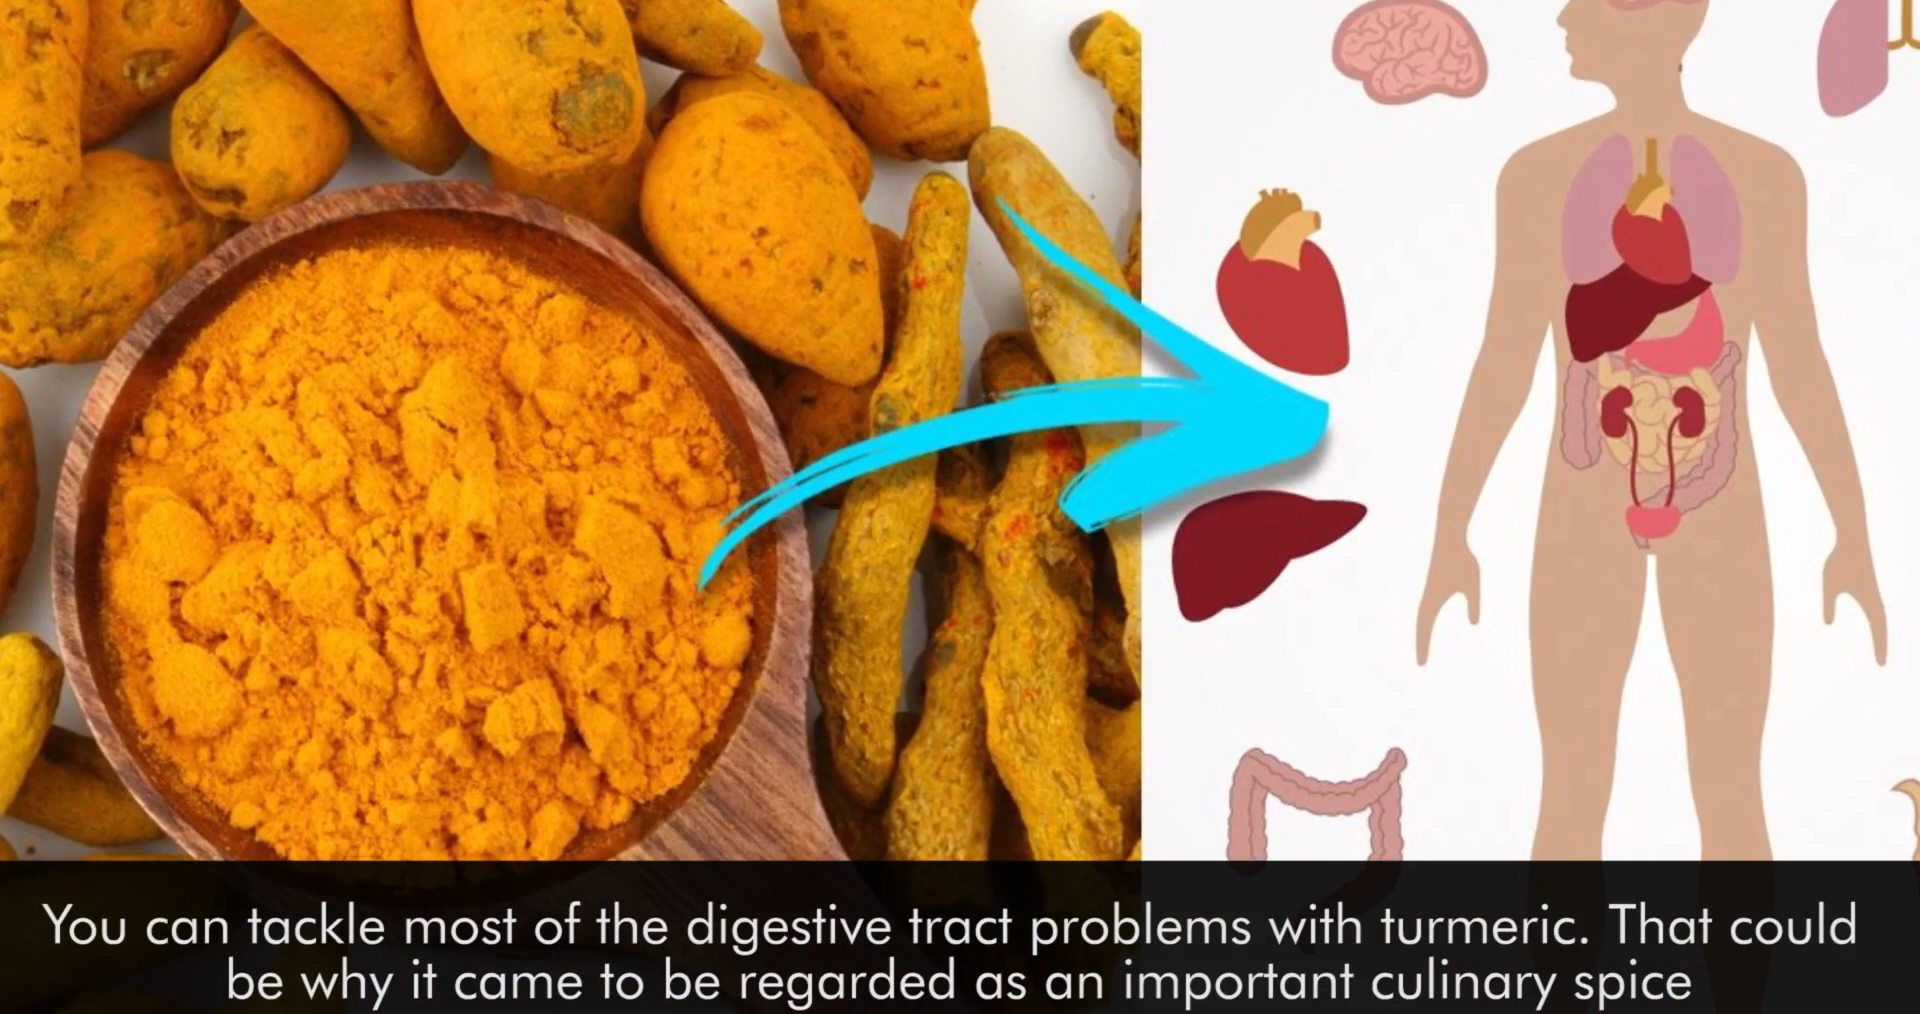 You can tackle most of the digestive tract problems with turmeric. That could
be why it came to be regarded as an important culinary spice